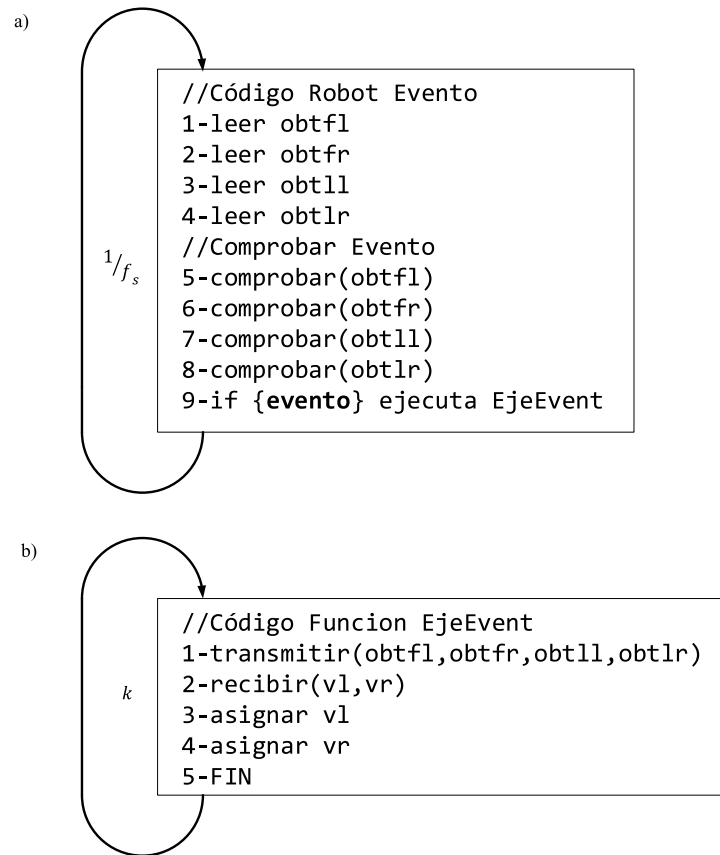 a)
//Código Robot Evento
1-leer obtfl
2-leer obtfr
3-leer obtll
4-leer obtlr
//Comprobar Evento
5-comprobar(obtfl)
6-comprobar(obtfr)
7-comprobar(obtll)
8-comprobar(obtlr)
9-if {evento} ejecuta EjeEvent
1/f_s
b)
//Código Funcion EjeEvent
1-transmitir(obtfl,obtfr,obtll,obtlr)
2-recibir(vl,vr)
3-asignar vl
4-asignar vr
5-FIN
k